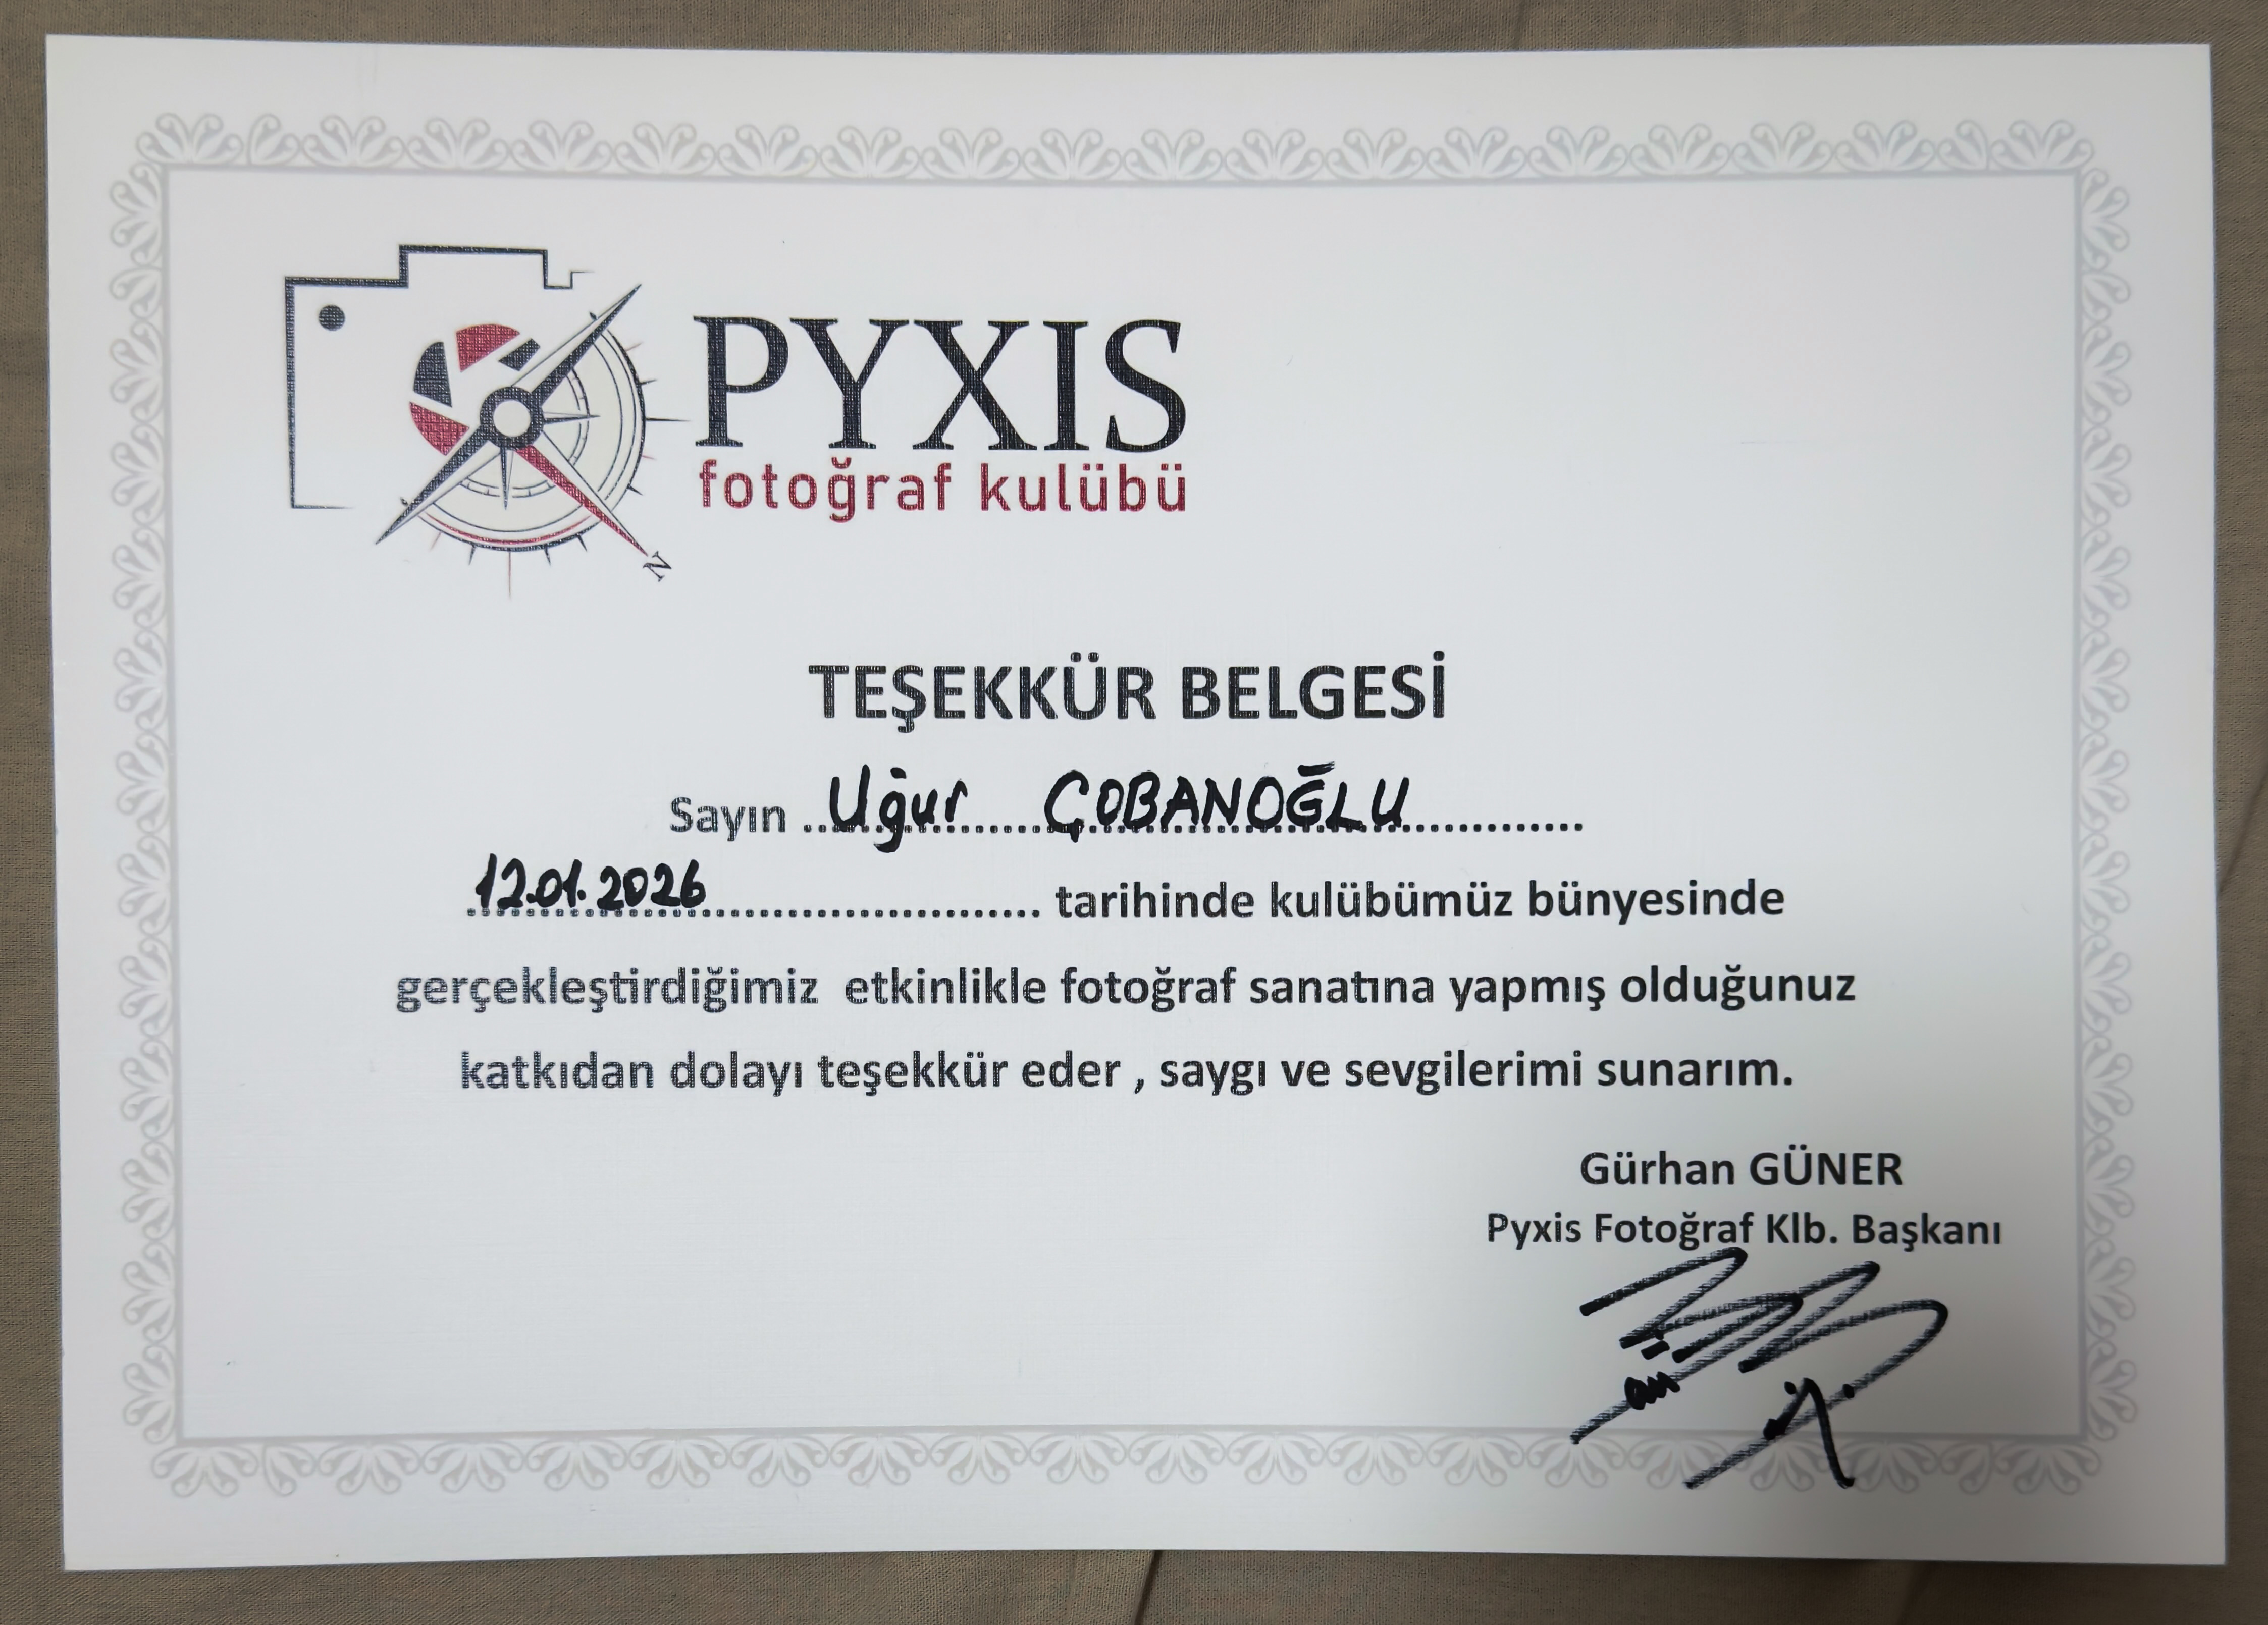 PYXIS
fotoğraf kulübü
N
TEŞEKKÜR BELGESİ
Sayın ..Uğur ÇOBANOĞLU..............
12.01.2026........................... tarihinde kulübümüz bünyesinde
gerçekleştirdiğimiz etkinlikle fotoğraf sanatına yapmış olduğunuz
katkıdan dolayı teşekkür eder , saygı ve sevgilerimi sunarım.
Gürhan GÜNER
Pyxis Fotoğraf Klb. Başkanı